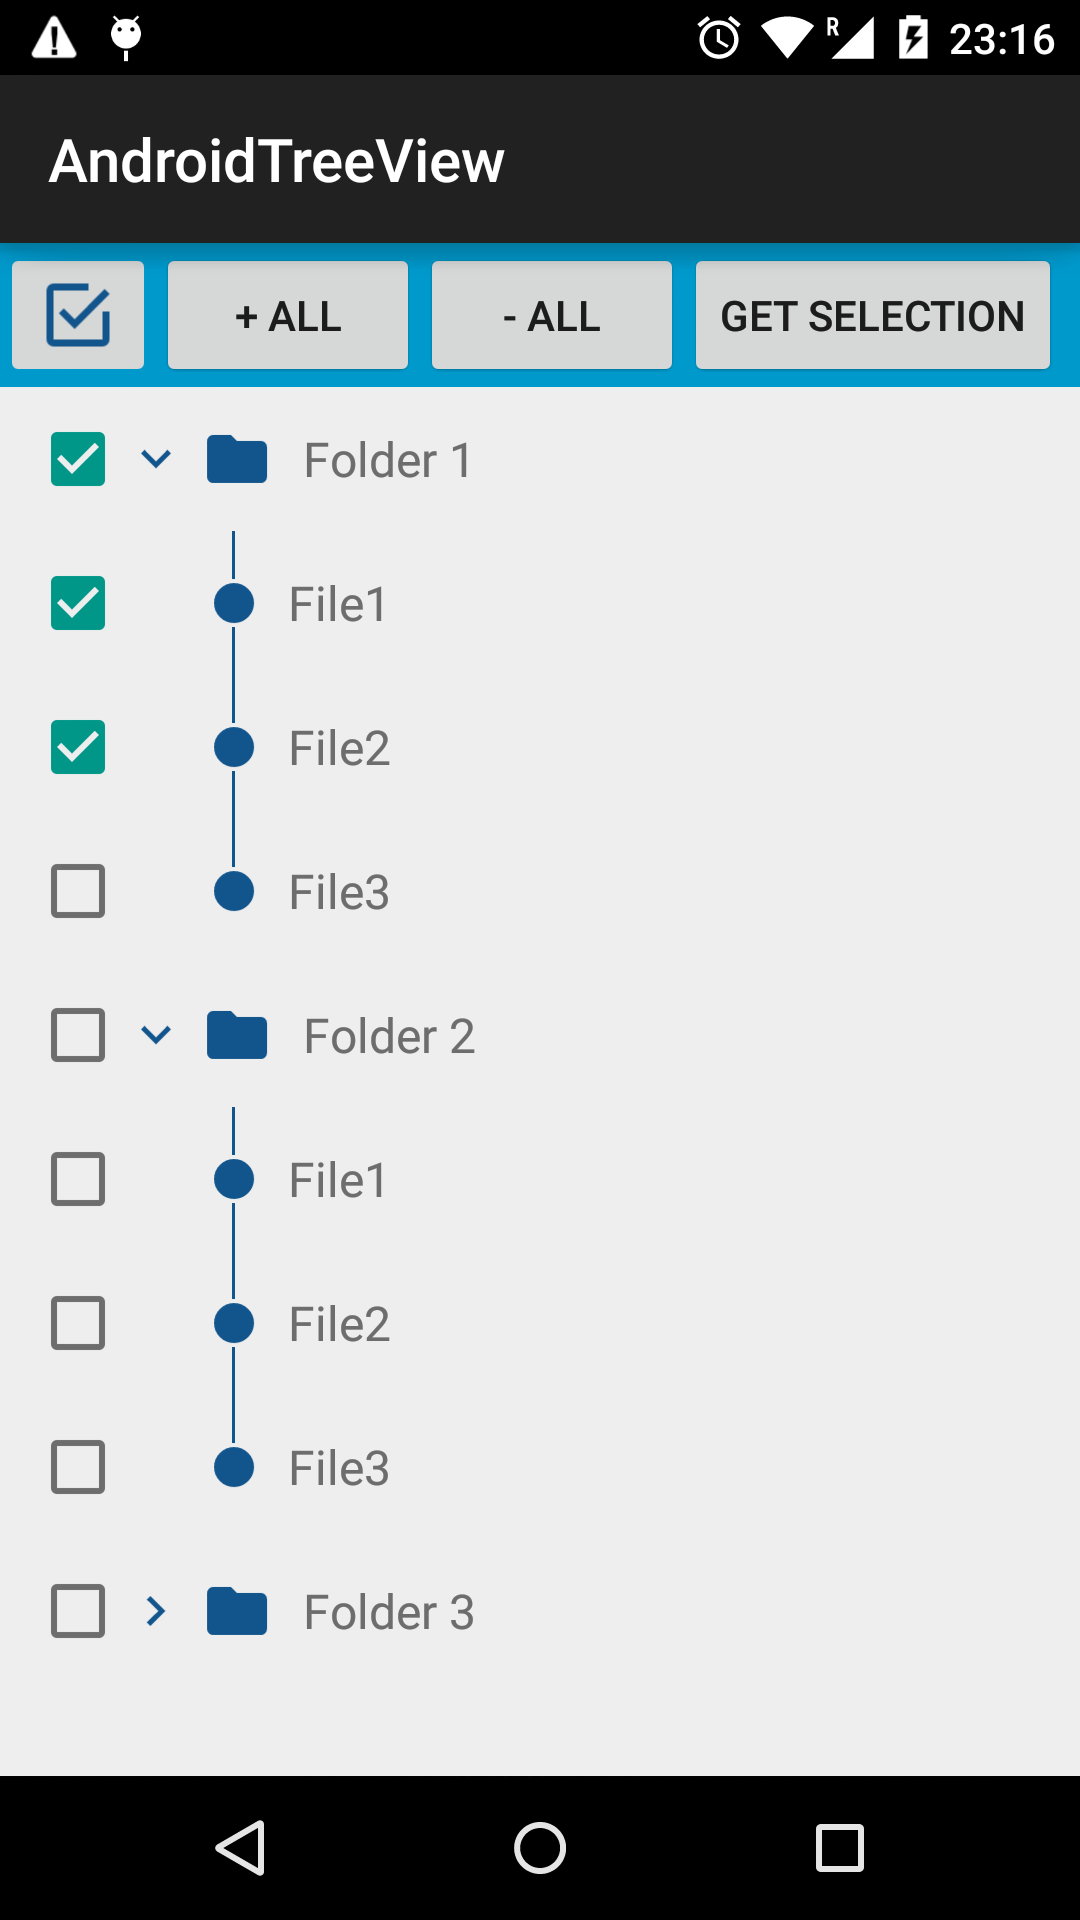 R 23:16
AndroidTreeView
+ ALL - ALL GET SELECTION
Folder 1
File1
File2
File3
Folder 2
File1
File2
File3
Folder 3